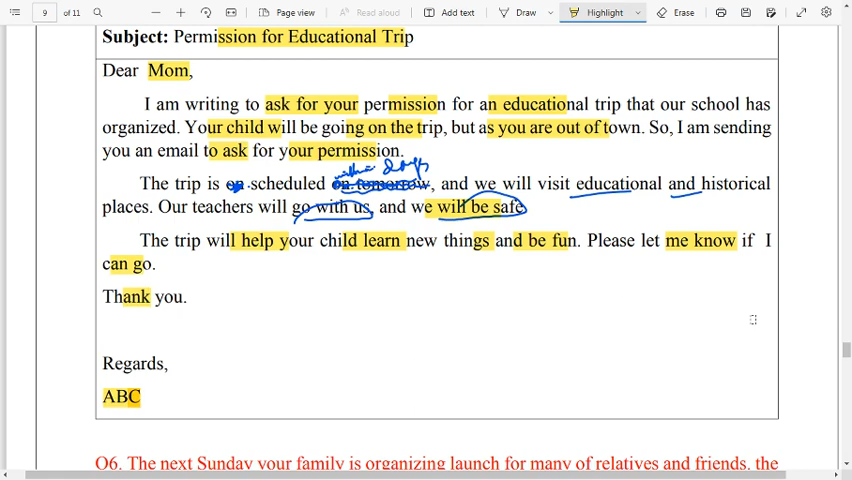 9 of 11
Page view
Read aloud
Add text
Draw
Highlight
Erase
Subject: Permission for Educational Trip
Dear Mom,
I am writing to ask for your permission for an educational trip that our school has
organized. Your child will be going on the trip, but as you are out of town. So, I am sending
you an email to ask for your permission.
The trip is on scheduled on tomorrow, and we will visit educational and historical
places. Our teachers will go with us, and we will be safe.
The trip will help your child learn new things and be fun. Please let me know if I
can go.
Thank you.
Regards,
ABC
Q6. The next Sunday your family is organizing launch for many of relatives and friends, the